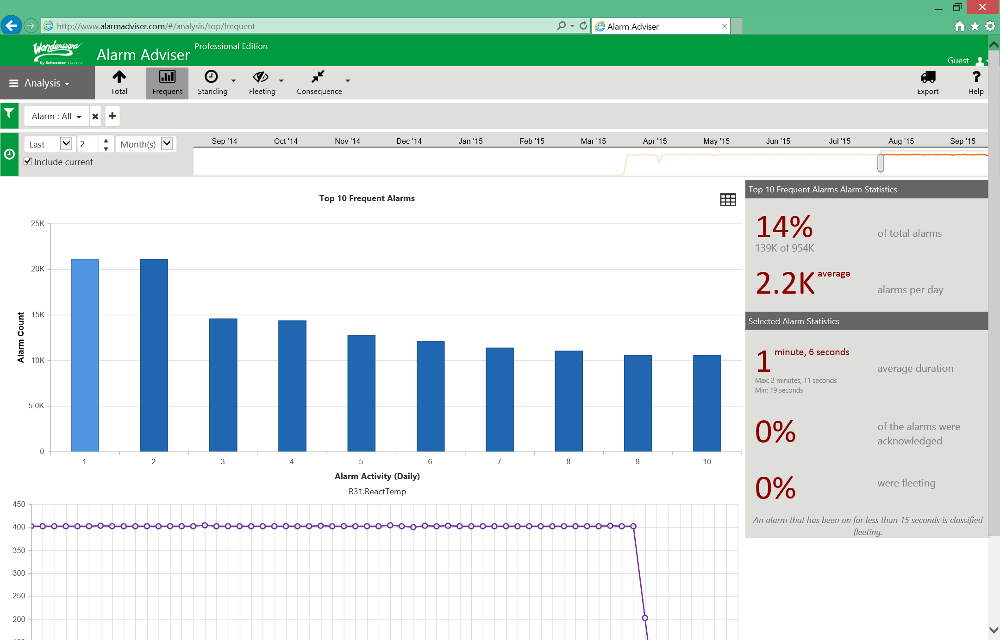 http://www.alarmadviser.com/#/analysis/top/frequent
Alarm Adviser
Wonderware
by Schneider Electric
Alarm Adviser
Professional Edition
Guest
Analysis
Total
Frequent
Standing
Fleeting
Consequence
Export
Help
Alarm : All
Last
2
Month(s)
Include current
Sep '14
Oct '14
Nov '14
Dec '14
Jan '15
Feb '15
Mar '15
Apr '15
May '15
Jun '15
Jul '15
Aug '15
Sep '15
Top 10 Frequent Alarms
25K
20K
15K
10K
5.0K
0
Alarm Count
1
2
3
4
5
6
7
8
9
10
Alarm Activity (Daily)
R31.ReactTemp
450
400
350
300
250
200
Top 10 Frequent Alarms Alarm Statistics
14%
of total alarms
139K of 954K
2.2K average
alarms per day
Selected Alarm Statistics
1 minute, 6 seconds
average duration
Max: 2 minutes, 11 seconds
Min: 19 seconds
0%
of the alarms were
acknowledged
0%
were fleeting
An alarm that has been on for less than 15 seconds is classified
fleeting.